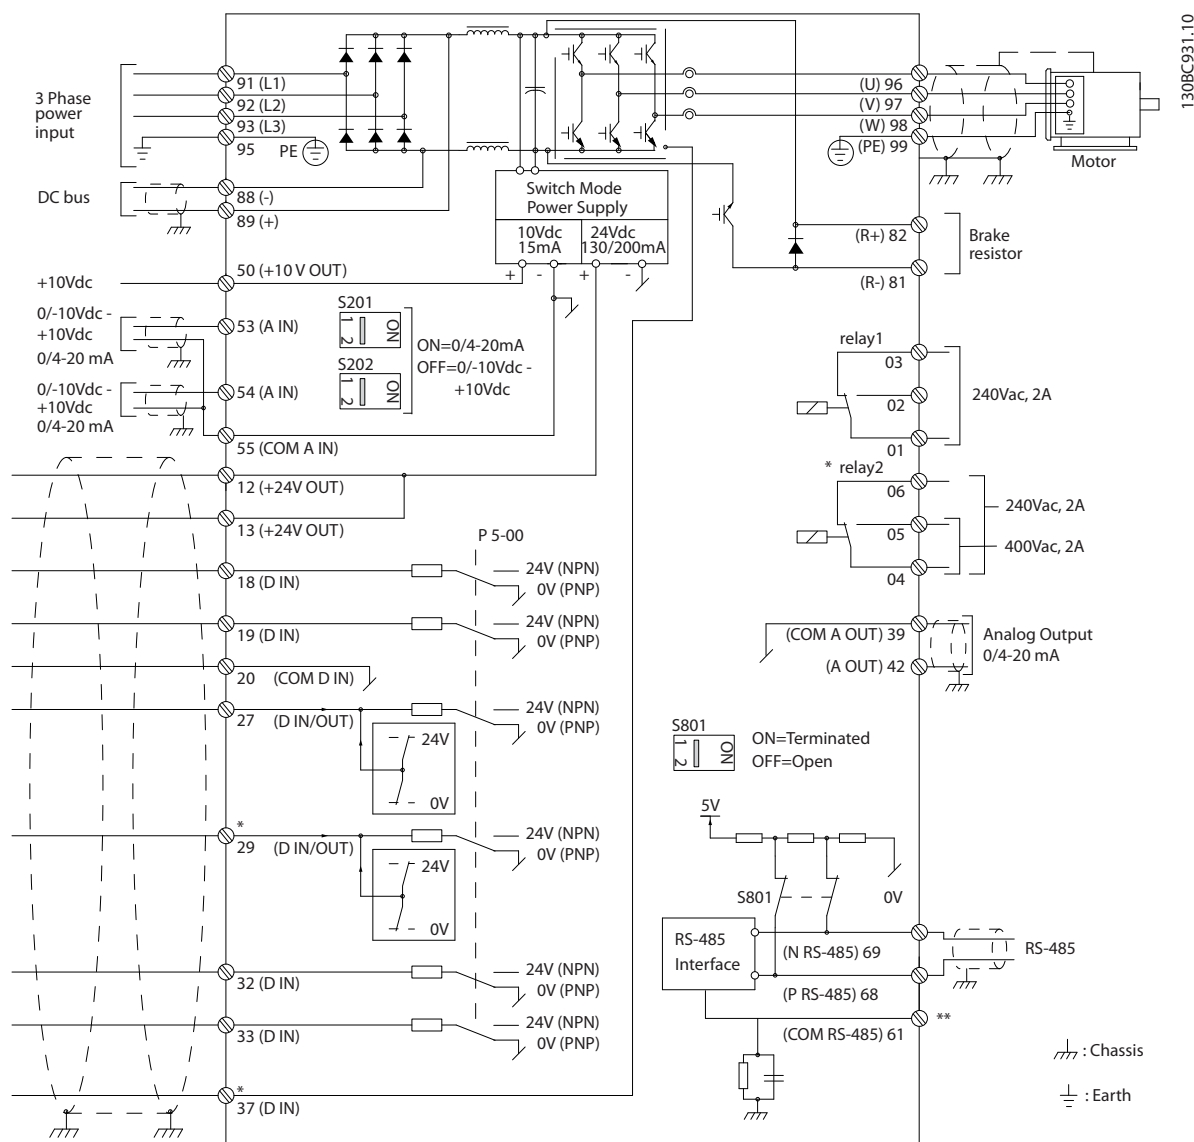 130BC931.10
3 Phase
power
input
91 (L1)
92 (L2)
93 (L3)
95
PE
DC bus
88 (-)
89 (+)
Switch Mode
Power Supply
10Vdc
15mA
24Vdc
130/200mA
+ - + -
(U) 96
(V) 97
(W) 98
(PE) 99
Motor
(R+) 82
Brake
resistor
(R-) 81
+10Vdc
50 (+10 V OUT)
0/-10Vdc -
+10Vdc
0/4-20 mA
53 (A IN)
S201
1 2
ON
S202
1 2
ON
ON=0/4-20mA
OFF=0/-10Vdc -
+10Vdc
0/-10Vdc -
+10Vdc
0/4-20 mA
54 (A IN)
55 (COM A IN)
12 (+24V OUT)
13 (+24V OUT)
P 5-00
18 (D IN)
24V (NPN)
0V (PNP)
19 (D IN)
24V (NPN)
0V (PNP)
20 (COM D IN)
27 (D IN/OUT)
24V (NPN)
0V (PNP)
24V
0V
*
29 (D IN/OUT)
24V (NPN)
0V (PNP)
24V
0V
32 (D IN)
24V (NPN)
0V (PNP)
33 (D IN)
24V (NPN)
0V (PNP)
*
37 (D IN)
relay1
03
02
01
240Vac, 2A
* relay2
06
05
04
240Vac, 2A
400Vac, 2A
(COM A OUT) 39
(A OUT) 42
Analog Output
0/4-20 mA
S801
1 2
ON
ON=Terminated
OFF=Open
5V
S801
0V
RS-485
Interface
(N RS-485) 69
RS-485
(P RS-485) 68
(COM RS-485) 61
**
: Chassis
: Earth